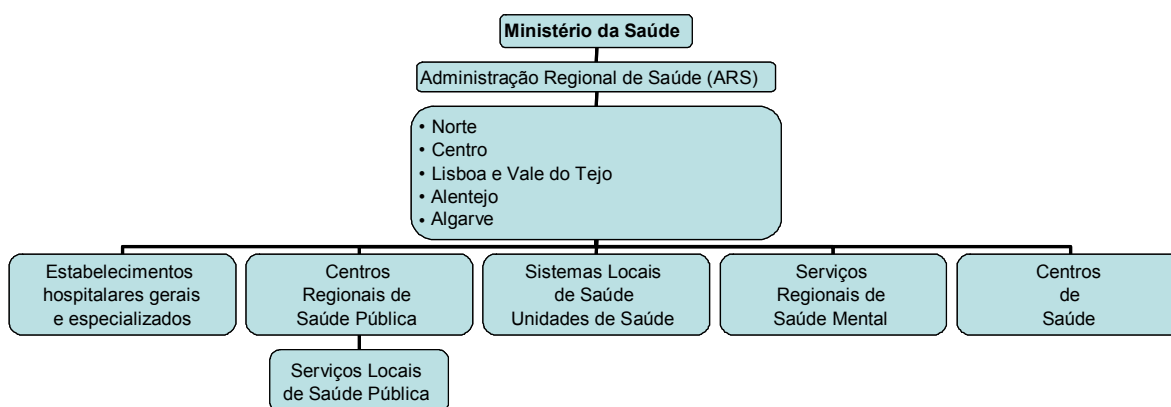 Ministério da Saúde
Administração Regional de Saúde (ARS)
• Norte
• Centro
• Lisboa e Vale do Tejo
• Alentejo
• Algarve
Estabelecimentos
hospitalares gerais
e especializados
Centros
Regionais de
Saúde Pública
Sistemas Locais
de Saúde
Unidades de Saúde
Serviços
Regionais de
Saúde Mental
Centros
de
Saúde
Serviços Locais
de Saúde Pública